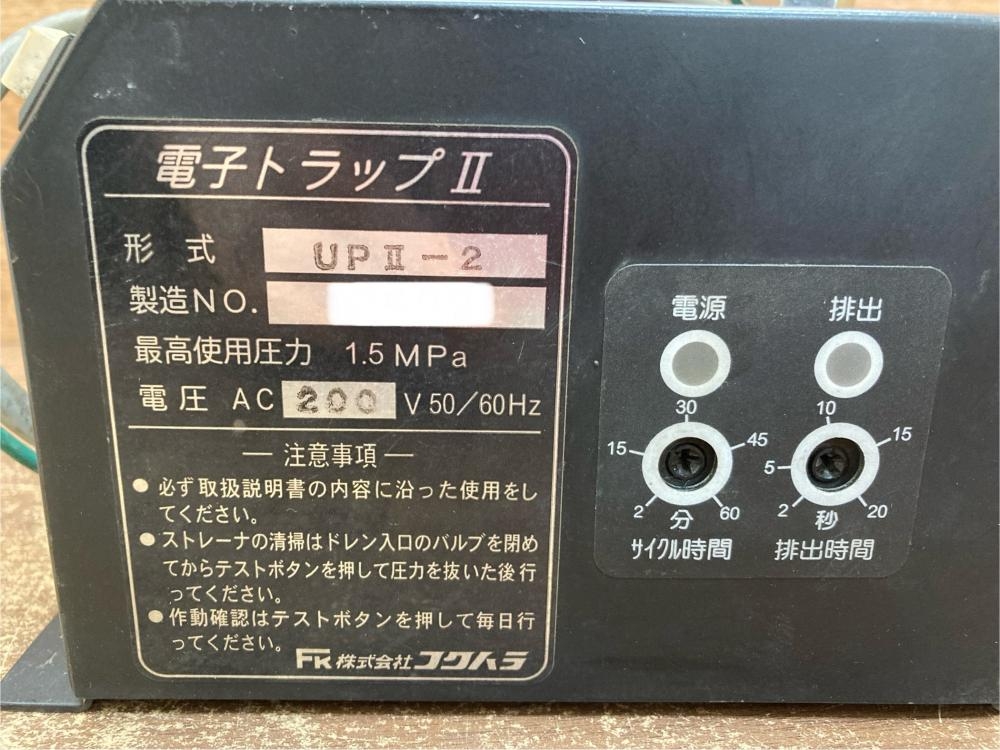 電子トラップⅡ
形式 UPⅡ-2
製造NO.
最高使用圧力 1.5MPa
電圧 AC 200 V 50/60Hz
― 注意事項 ―
● 必ず取扱説明書の内容に沿った使用をし
てください。
● ストレーナの清掃はドレン入口のバルブを閉め
てからテストボタンを押して圧力を抜いた後行
ってください。
● 作動確認はテストボタンを押して毎日行
ってください。
FK 株式会社フクハラ
電源 排出
30 10
15 45 5 15
2 分 60 2 秒 20
サイクル時間 排出時間